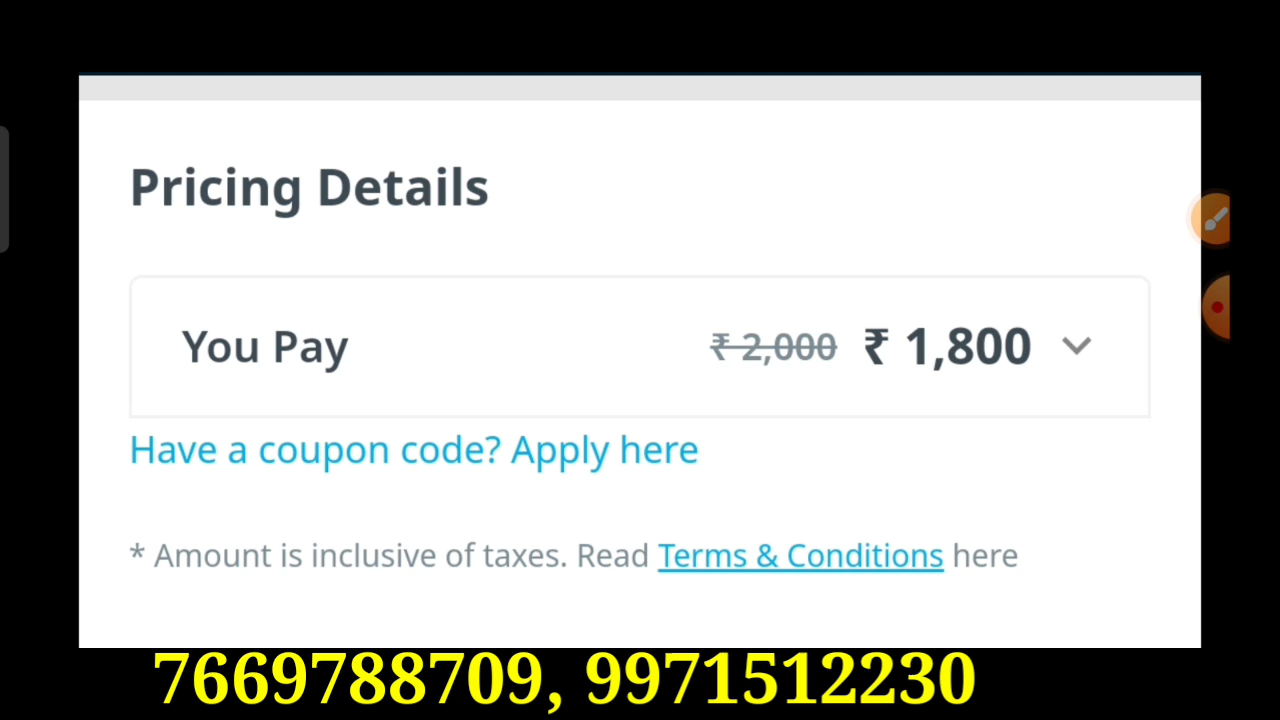 Pricing Details
You Pay ₹ 2,000 ₹ 1,800
Have a coupon code? Apply here
* Amount is inclusive of taxes. Read Terms & Conditions here
7669788709, 9971512230